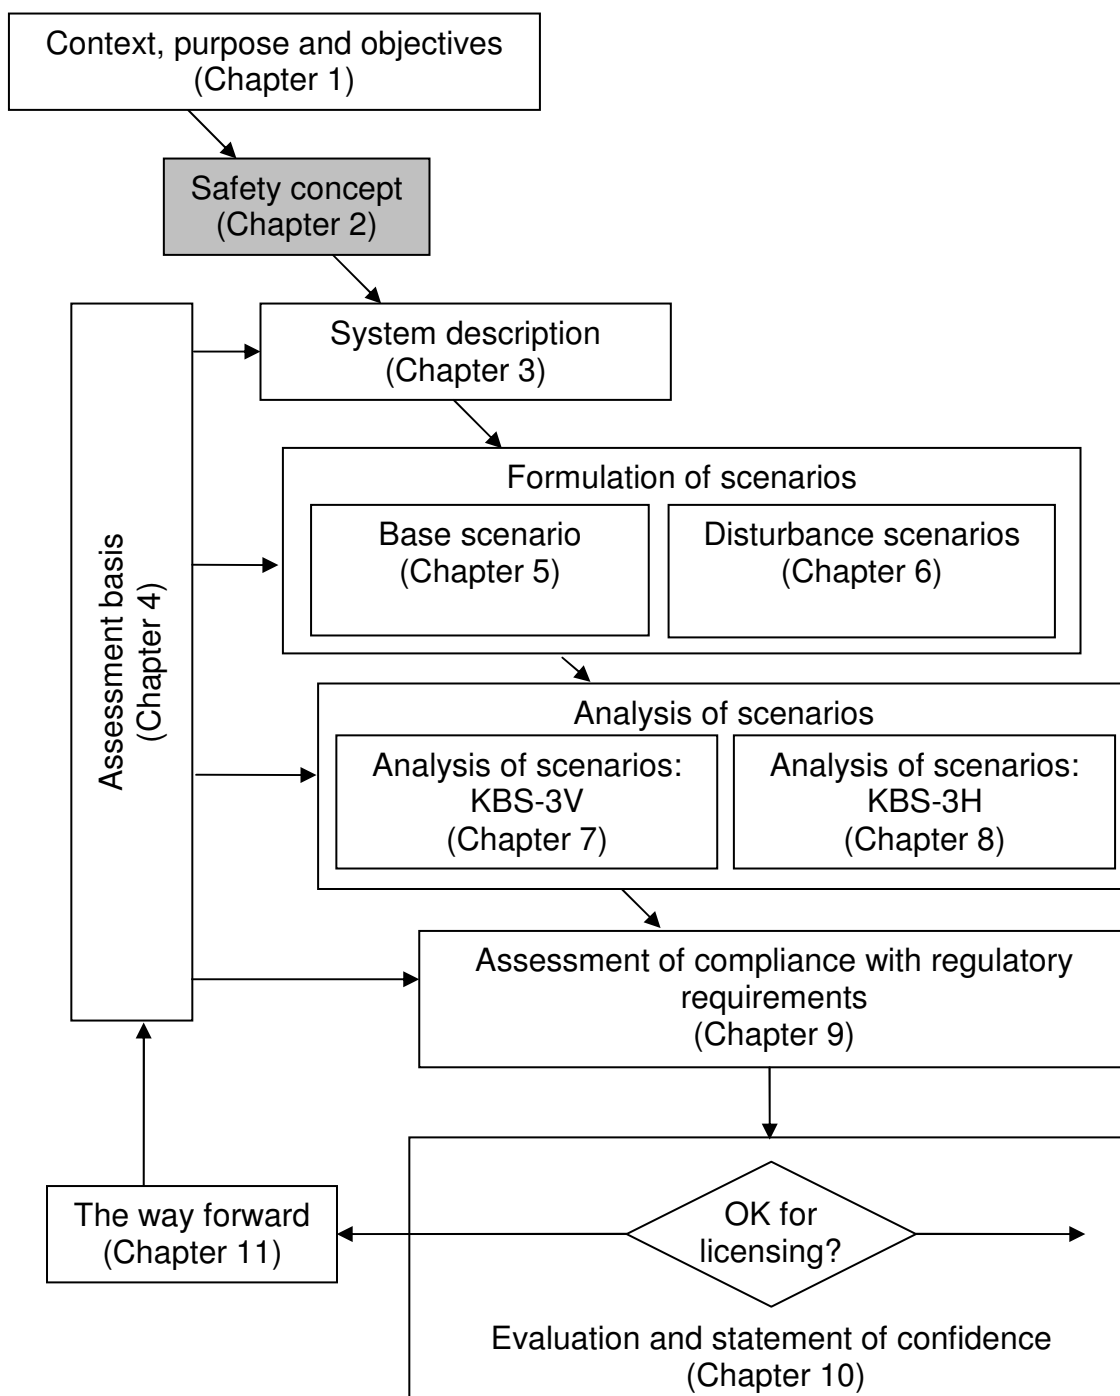 Context, purpose and objectives
(Chapter 1)
Safety concept
(Chapter 2)
System description
(Chapter 3)
Assessment basis
(Chapter 4)
Formulation of scenarios
Base scenario
(Chapter 5)
Disturbance scenarios
(Chapter 6)
Analysis of scenarios
Analysis of scenarios:
KBS-3V
(Chapter 7)
Analysis of scenarios:
KBS-3H
(Chapter 8)
Assessment of compliance with regulatory
requirements
(Chapter 9)
OK for
licensing?
The way forward
(Chapter 11)
Evaluation and statement of confidence
(Chapter 10)